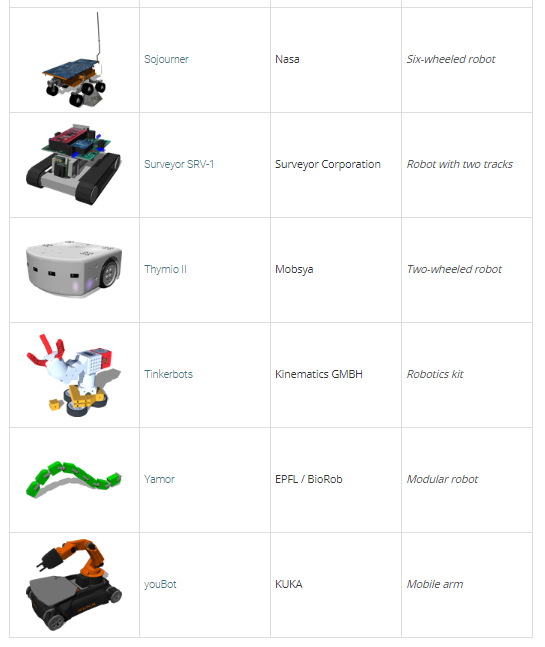 Sojourner Nasa Six-wheeled robot
Surveyor SRV-1 Surveyor Corporation Robot with two tracks
Thymio II Mobsya Two-wheeled robot
Tinkerbots Kinematics GMBH Robotics kit
Yamor EPFL / BioRob Modular robot
youBot KUKA Mobile arm